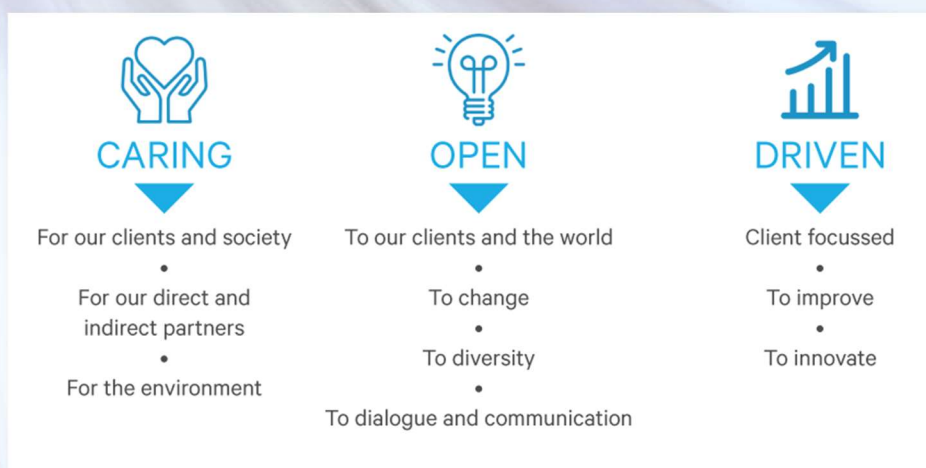 CARING
For our clients and society
•
For our direct and
indirect partners
•
For the environment
OPEN
To our clients and the world
•
To change
•
To diversity
•
To dialogue and communication
DRIVEN
Client focussed
•
To improve
•
To innovate